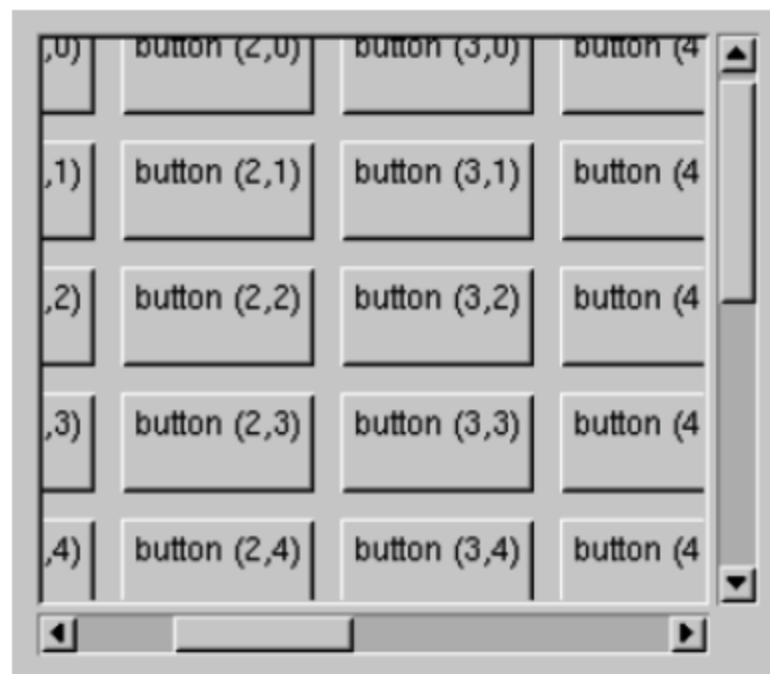 ,0) button (2,0) button (3,0) button (4
,1) button (2,1) button (3,1) button (4
,2) button (2,2) button (3,2) button (4
,3) button (2,3) button (3,3) button (4
,4) button (2,4) button (3,4) button (4